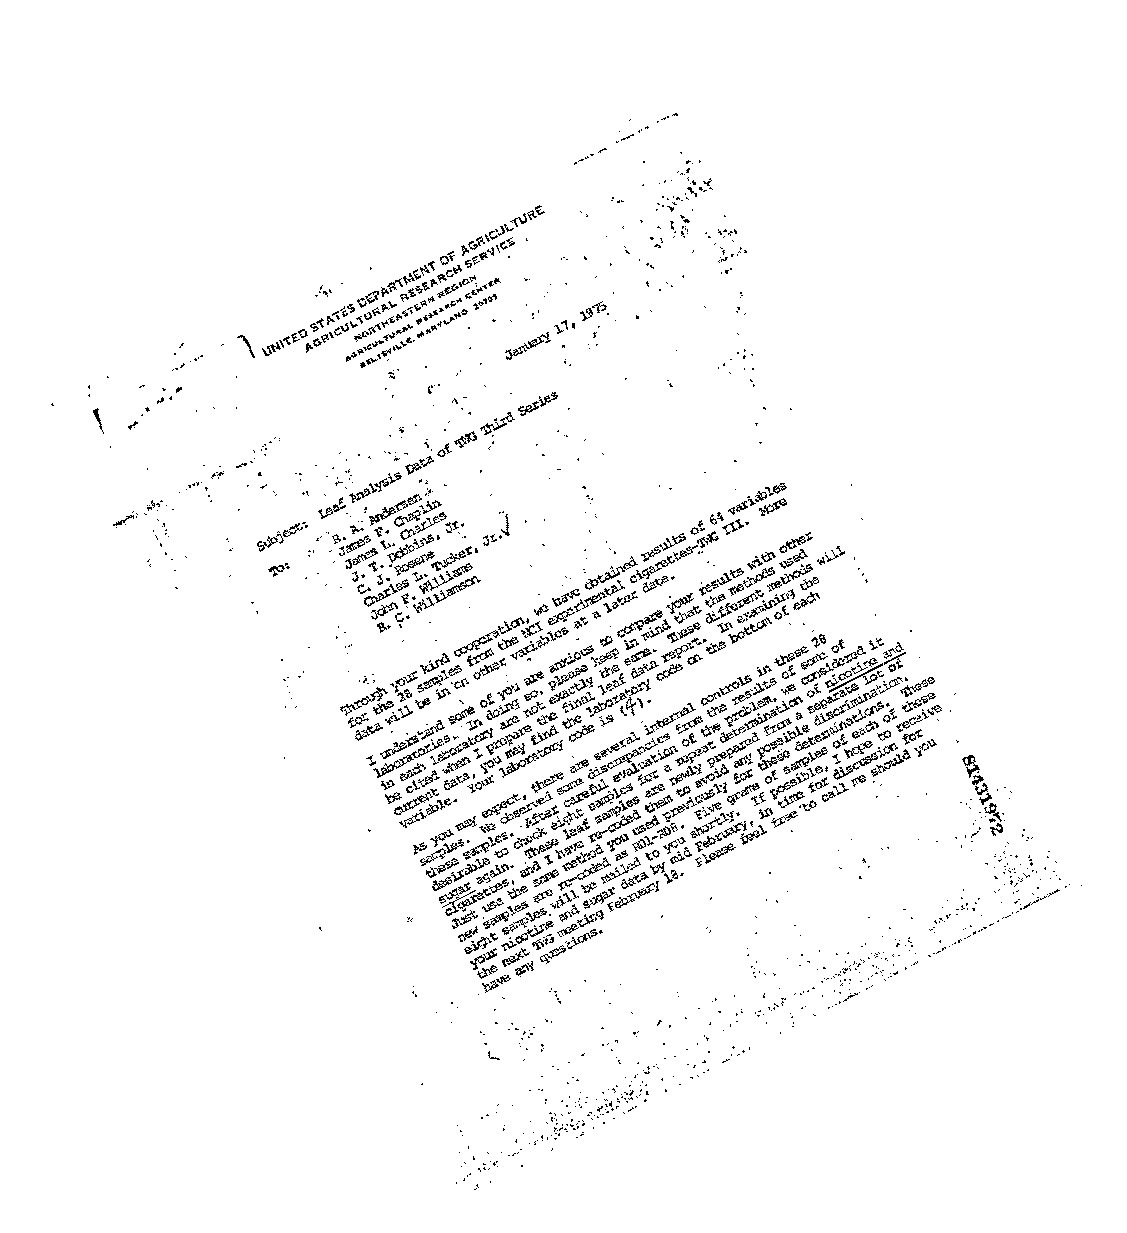 UNITED STATES DEPARTMENT OF AGRICULTURE
AGRICULTURAL RESEARCH SERVICE
NORTHEASTERN REGION
AGRICULTURAL RESEARCH CENTER
BELTSVILLE, MARYLAND 20705
January 17, 1975
Subject: Leaf Analysis Data of TWG Third Series
To: R. A. Andersen
James F. Chaplin
James L. Charles
J. T. Dobbins, Jr.
C. J. Rosene
Charles L. Tucker, Jr. ✓
John F. Williams
R. C. Williamson
Through your kind cooperation, we have obtained results of 64 variables
for the 28 samples from the NCI experimental cigarettes-TWG III. More
data will be in on other variables at a later date.
I understand some of you are anxious to compare your results with other
laboratories. In doing so, please keep in mind that the methods used
in each laboratory are not exactly the same. These different methods will
be cited when I prepare the final leaf data report. In examining the
current data, you may find the laboratory code on the bottom of each
variable. Your laboratory code is (4).
As you may expect, there are several internal controls in these 28
samples. We observed some discrepancies from the results of some of
these samples. After careful evaluation of the problem, we considered it
desirable to check eight samples for a repeat determination of nicotine and
sugar again. These leaf samples are newly prepared from a separate lot of
cigarettes, and I have re-coded them to avoid any possible discrimination.
Just use the same method you used previously for these determinations. These
new samples are re-coded as Five grams of samples of each of these
eight samples will be mailed to you shortly. If possible, I hope to receive
your nicotine and sugar data by mid February, in time for discussion for
the next TWG meeting February 18. Please feel free to call me should you
have any questions.
81431972